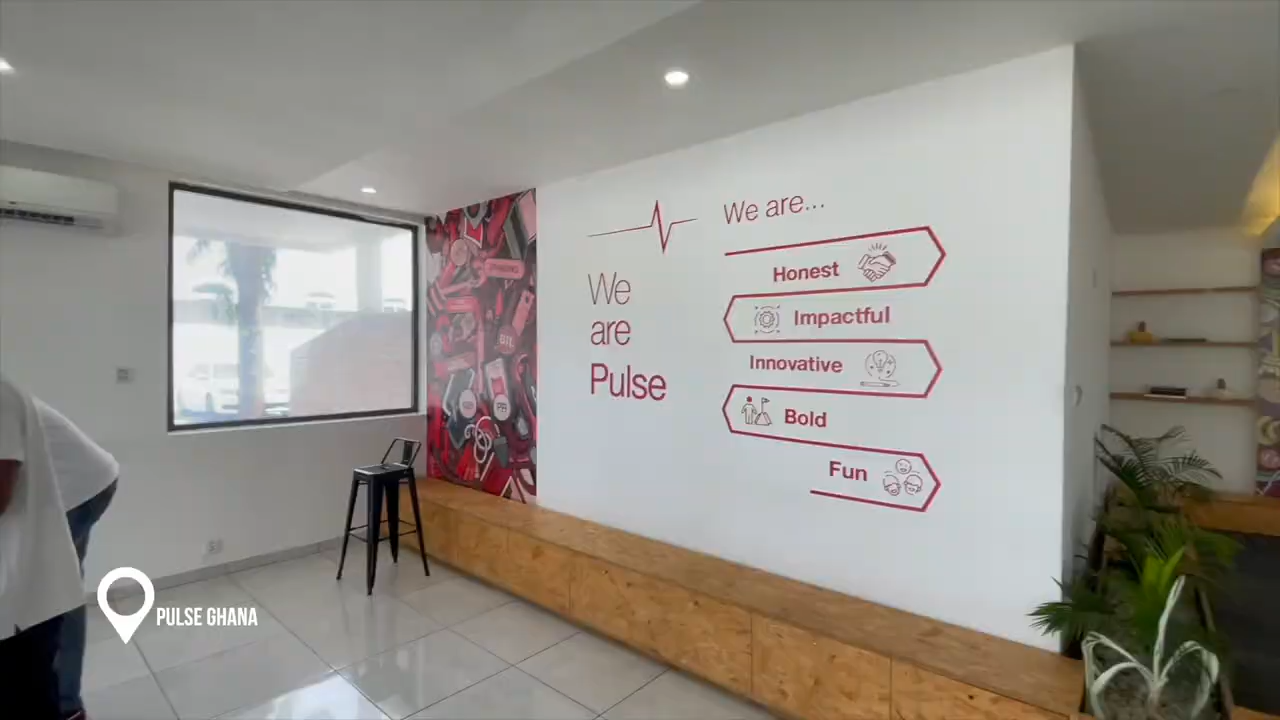 We are...
We
are
Pulse
Honest
Impactful
Innovative
Bold
Fun
PULSE GHANA